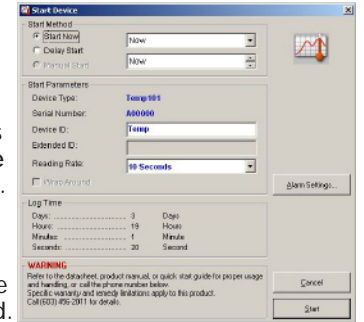 Start Device
Start Method
Start Now
Now
Delay Start
Manual Start
Now
Start Parameters
Device Type: Temp101
Serial Number: A00000
Device ID: Temp
Extended ID:
Reading Rate: 10 Seconds
Wrap Around
Alarm Settings...
Log Time
Days: 3 Days
Hours: 19 Hours
Minutes: 1 Minute
Seconds: 20 Second
WARNING
Refer to the datasheet, product manual, or quick start guide for proper usage
and handling, or call the phone number below.
Specific warranty and remedy limitations apply to this product.
Call (603) 456-2011 for details.
Cancel
Start
s
e
.
e
d.